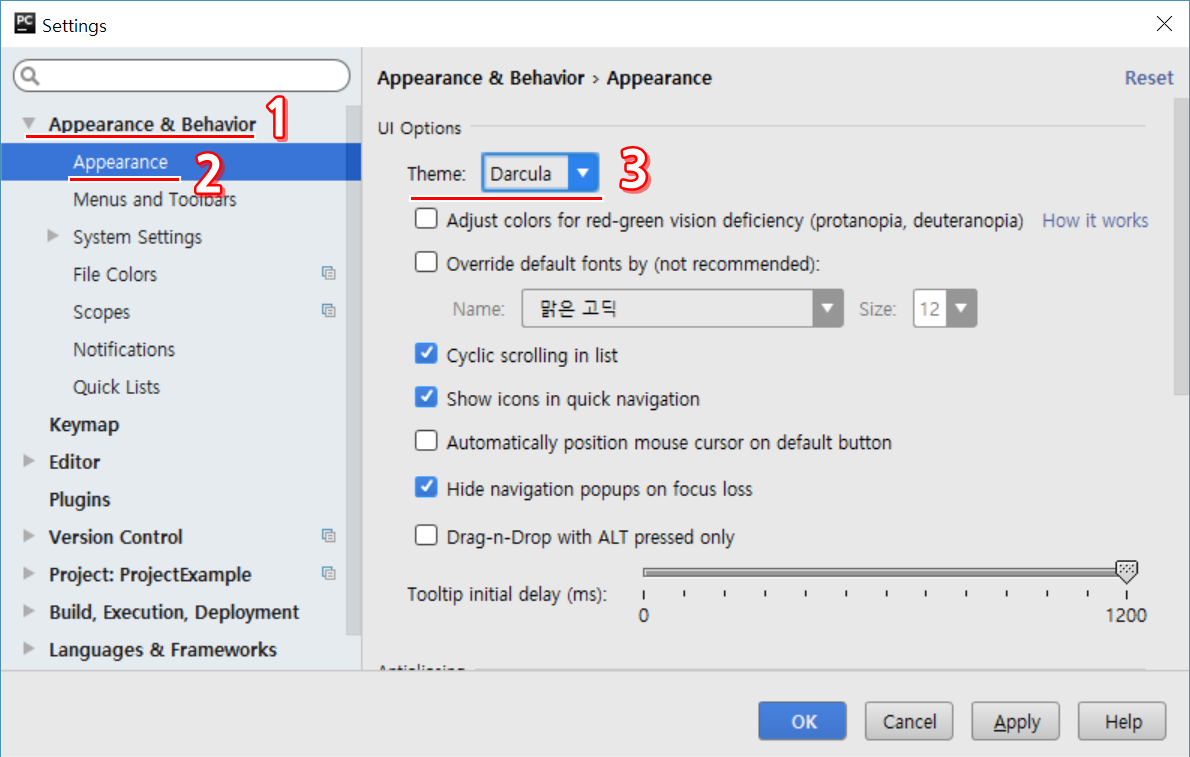 PC Settings
Appearance & Behavior 1
Appearance 2
Menus and Toolbars
System Settings
File Colors
Scopes
Notifications
Quick Lists
Keymap
Editor
Plugins
Version Control
Project: ProjectExample
Build, Execution, Deployment
Languages & Frameworks
Appearance & Behavior › Appearance
Reset
UI Options
Theme: Darcula 3
Adjust colors for red-green vision deficiency (protanopia, deuteranopia) How it works
Override default fonts by (not recommended):
Name: 맑은 고딕 Size: 12
Cyclic scrolling in list
Show icons in quick navigation
Automatically position mouse cursor on default button
Hide navigation popups on focus loss
Drag-n-Drop with ALT pressed only
Tooltip initial delay (ms):
0 1200
OK Cancel Apply Help